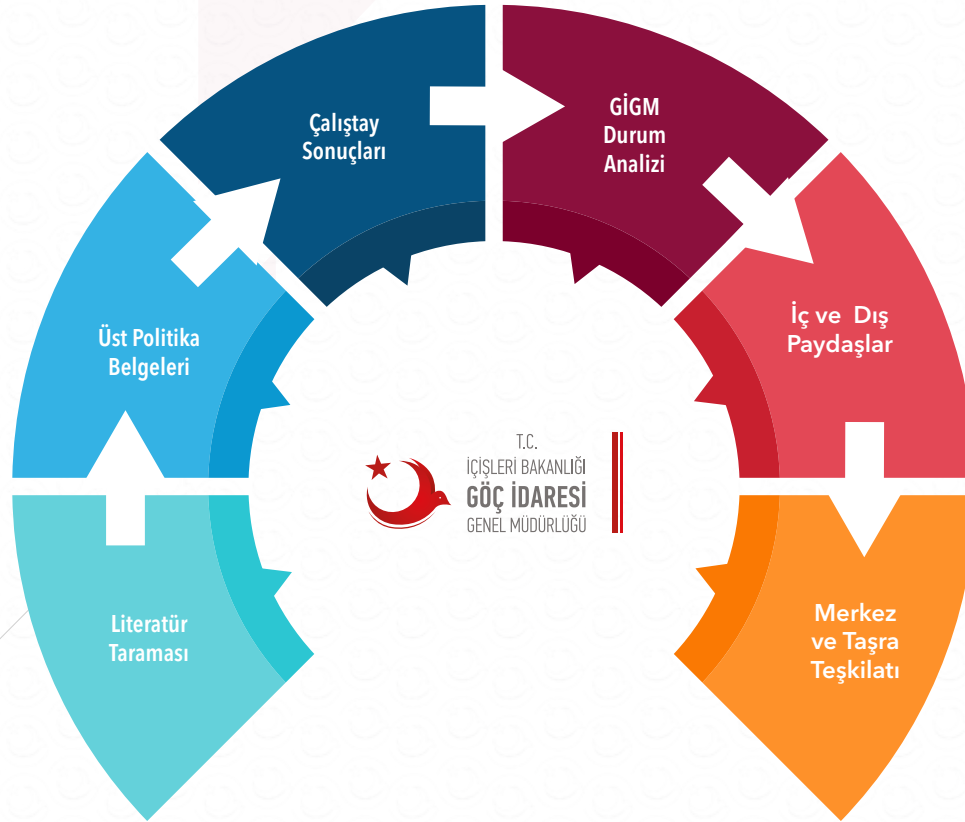 Çalıştay
Sonuçları
GİGM
Durum
Analizi
Üst Politika
Belgeleri
İç ve Dış
Paydaşlar
T.C.
İÇİŞLERİ BAKANLIĞI
GÖÇ İDARESİ
GENEL MÜDÜRLÜĞÜ
Literatür
Taraması
Merkez
ve Taşra
Teşkilatı